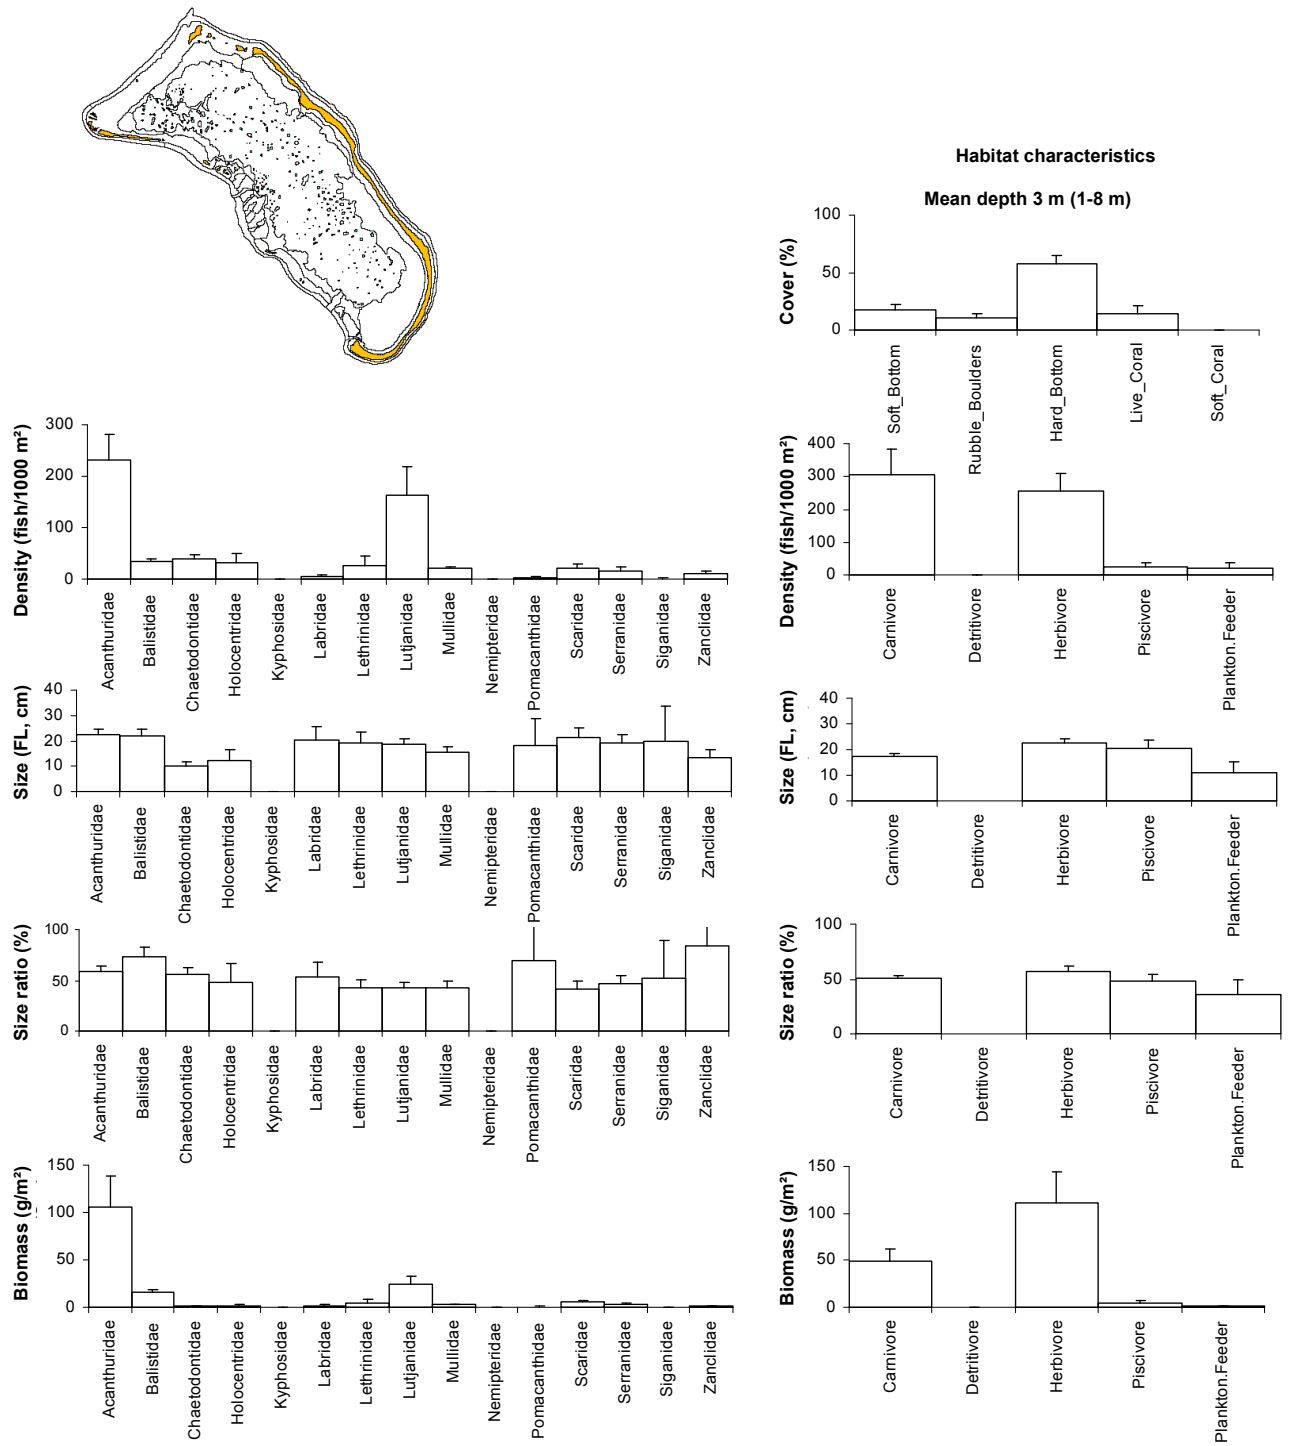 Habitat characteristics
Mean depth 3 m (1-8 m)
Cover (%)
100
50
0
Soft_Bottom
Rubble_Boulders
Hard_Bottom
Live_Coral
Soft_Coral
Density (fish/1000 m²)
300
200
100
0
Acanthuridae
Balistidae
Chaetodontidae
Holocentridae
Kyphosidae
Labridae
Lethrinidae
Lutjanidae
Mullidae
Nemipteridae
Pomacanthidae
Scaridae
Serranidae
Siganidae
Zanclidae
Density (fish/1000 m²)
400
300
200
100
0
Carnivore
Detritivore
Herbivore
Piscivore
Plankton.Feeder
Size (FL, cm)
40
30
20
10
0
Acanthuridae
Balistidae
Chaetodontidae
Holocentridae
Kyphosidae
Labridae
Lethrinidae
Lutjanidae
Mullidae
Nemipteridae
Pomacanthidae
Scaridae
Serranidae
Siganidae
Zanclidae
Size (FL, cm)
40
30
20
10
0
Carnivore
Detritivore
Herbivore
Piscivore
Plankton.Feeder
Size ratio (%)
100
50
0
Acanthuridae
Balistidae
Chaetodontidae
Holocentridae
Kyphosidae
Labridae
Lethrinidae
Lutjanidae
Mullidae
Nemipteridae
Pomacanthidae
Scaridae
Serranidae
Siganidae
Zanclidae
Size ratio (%)
100
50
0
Carnivore
Detritivore
Herbivore
Piscivore
Plankton.Feeder
Biomass (g/m²)
150
100
50
0
Acanthuridae
Balistidae
Chaetodontidae
Holocentridae
Kyphosidae
Labridae
Lethrinidae
Lutjanidae
Mullidae
Nemipteridae
Pomacanthidae
Scaridae
Serranidae
Siganidae
Zanclidae
Biomass (g/m²)
150
100
50
0
Carnivore
Detritivore
Herbivore
Piscivore
Plankton.Feeder